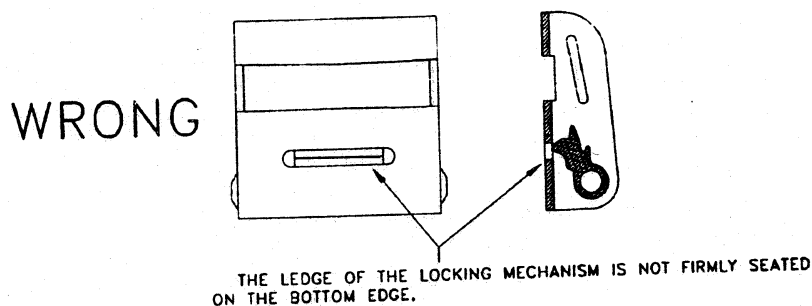 WRONG
THE LEDGE OF THE LOCKING MECHANISM IS NOT FIRMLY SEATED
ON THE BOTTOM EDGE.